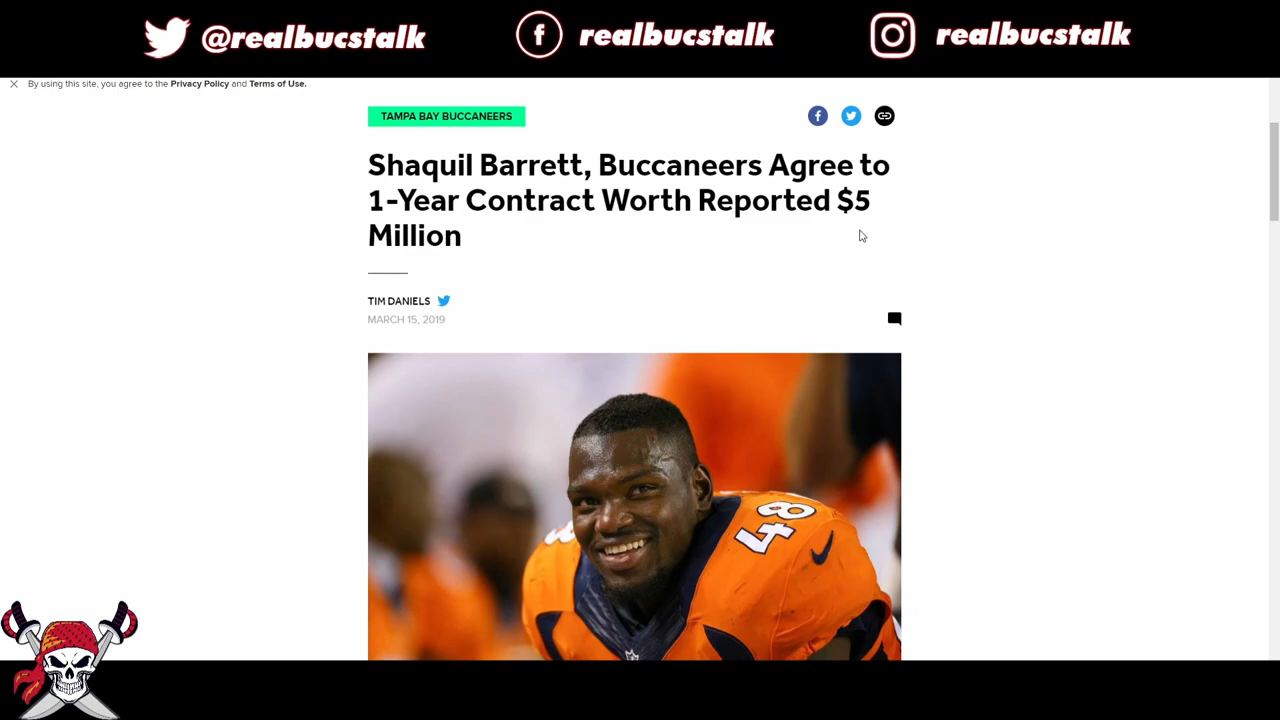 @realbucstalk
realbucstalk
realbucstalk
By using this site, you agree to the Privacy Policy and Terms of Use.
TAMPA BAY BUCCANEERS
Shaquil Barrett, Buccaneers Agree to
1-Year Contract Worth Reported $5
Million
TIM DANIELS
MARCH 15, 2019
48